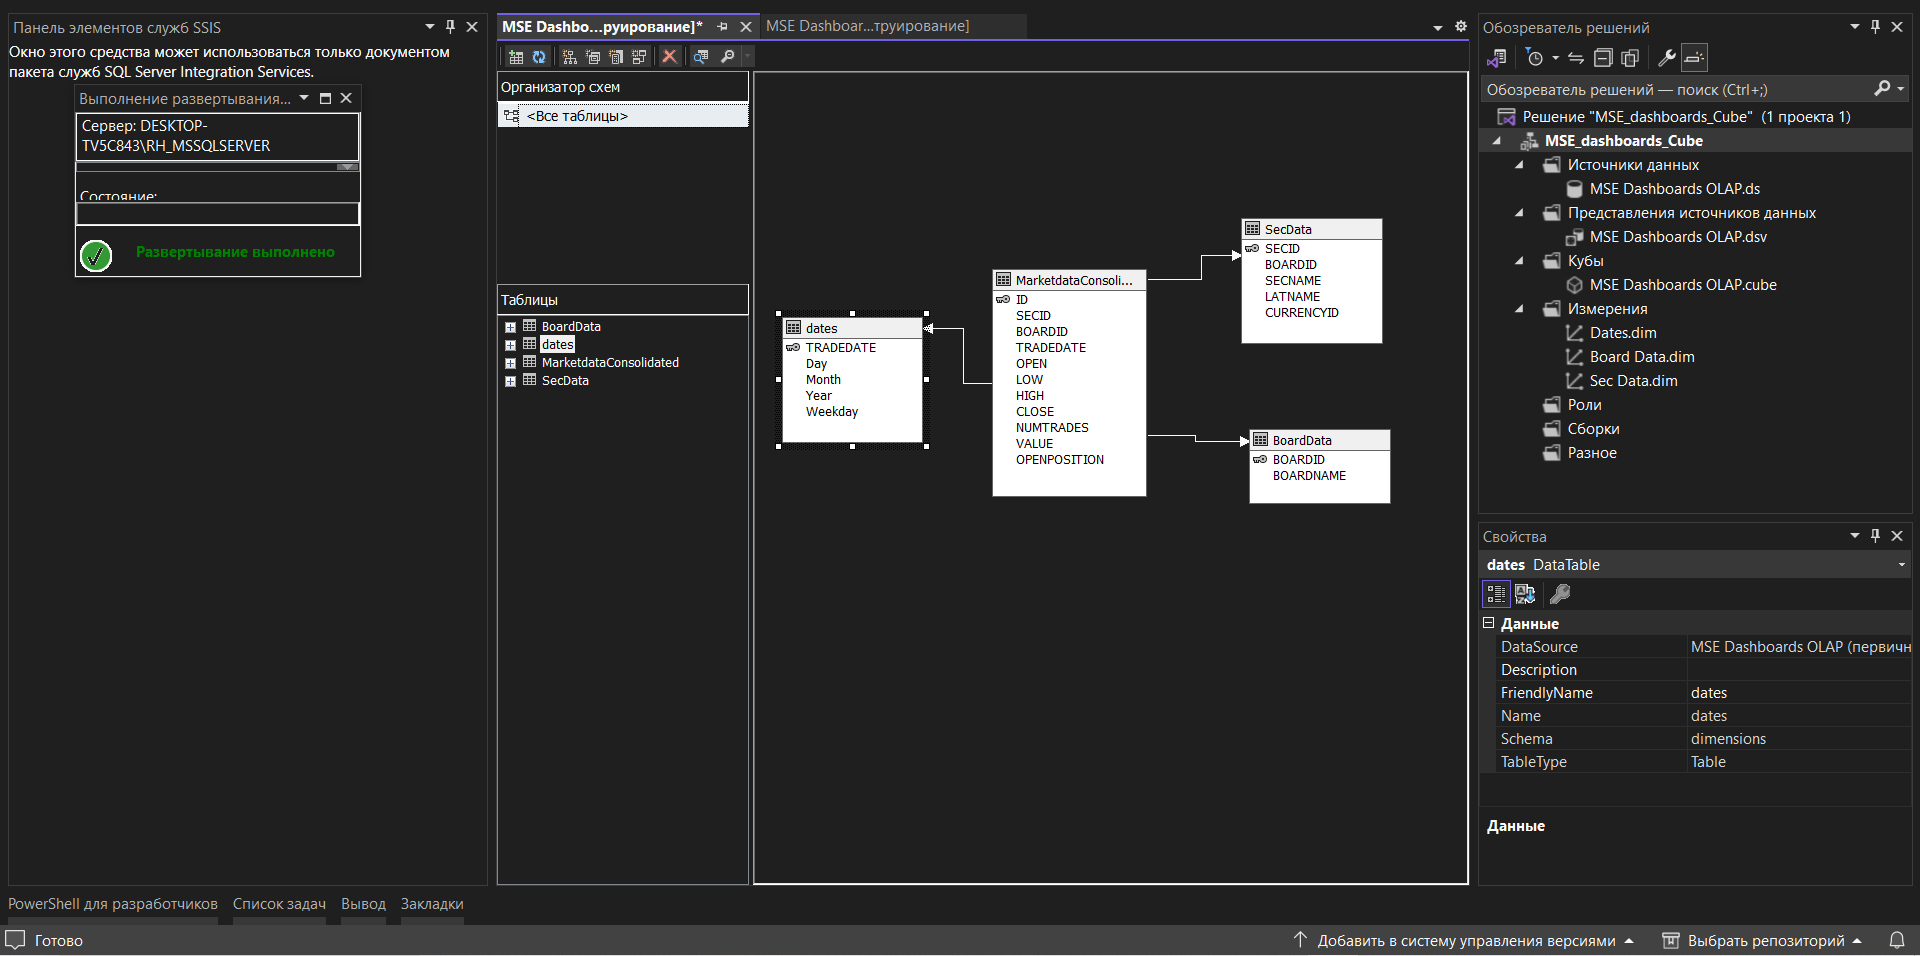 Панель элементов служб SSIS
Окно этого средства может использоваться только документом
пакета служб SQL Server Integration Services.
Выполнение развертывания...
Сервер: DESKTOP-
TV5C843\RH_MSSQLSERVER
Состояние:
Развертывание выполнено
MSE Dashbo...руирование]*
MSE Dashboar...труирование]
Организатор схем
<Все таблицы>
Таблицы
BoardData
dates
MarketdataConsolidated
SecData
dates
TRADEDATE
Day
Month
Year
Weekday
MarketdataConsoli...
ID
SECID
BOARDID
TRADEDATE
OPEN
LOW
HIGH
CLOSE
NUMTRADES
VALUE
OPENPOSITION
SecData
SECID
BOARDID
SECNAME
LATNAME
CURRENCYID
BoardData
BOARDID
BOARDNAME
Обозреватель решений
Обозреватель решений — поиск (Ctrl+;)
Решение "MSE_dashboards_Cube" (1 проекта 1)
MSE_dashboards_Cube
Источники данных
MSE Dashboards OLAP.ds
Представления источников данных
MSE Dashboards OLAP.dsv
Кубы
MSE Dashboards OLAP.cube
Измерения
Dates.dim
Board Data.dim
Sec Data.dim
Роли
Сборки
Разное
Свойства
dates DataTable
Данные
DataSource MSE Dashboards OLAP (первичн
Description
FriendlyName dates
Name dates
Schema dimensions
TableType Table
Данные
PowerShell для разработчиков Список задач Вывод Закладки
Готово
Добавить в систему управления версиями
Выбрать репозиторий